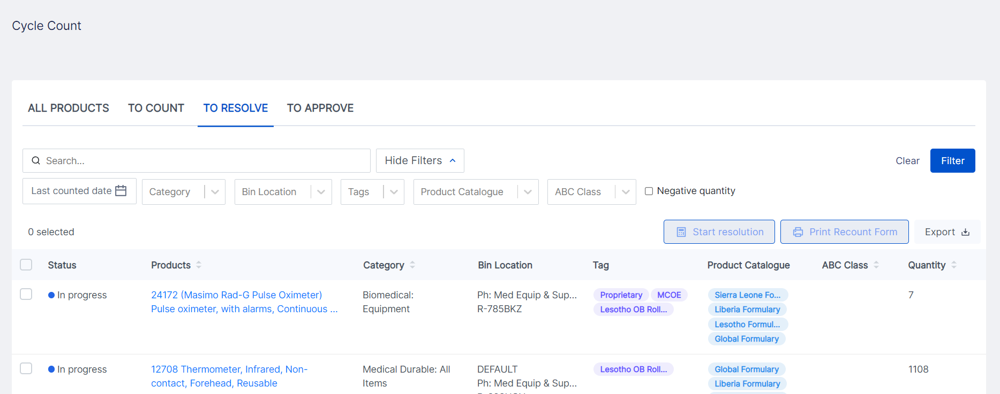 Cycle Count
ALL PRODUCTS TO COUNT TO RESOLVE TO APPROVE
Search...
Hide Filters
Clear
Filter
Last counted date
Category
Bin Location
Tags
Product Catalogue
ABC Class
Negative quantity
0 selected
Start resolution
Print Recount Form
Export
Status Products Category Bin Location Tag Product Catalogue ABC Class Quantity
In progress
24172 (Masimo Rad-G Pulse Oximeter)
Pulse oximeter, with alarms, Continuous ...
Biomedical:
Equipment
Ph: Med Equip & Sup...
R-785BKZ
Proprietary MCOE
Lesotho OB Roll...
Sierra Leone Fo...
Liberia Formulary
Lesotho Formul...
Global Formulary
7
In progress
12708 Thermometer, Infrared, Non-
contact, Forehead, Reusable
Medical Durable: All
Items
DEFAULT
Ph: Med Equip & Sup...
Lesotho OB Roll...
Global Formulary
Liberia Formulary
1108